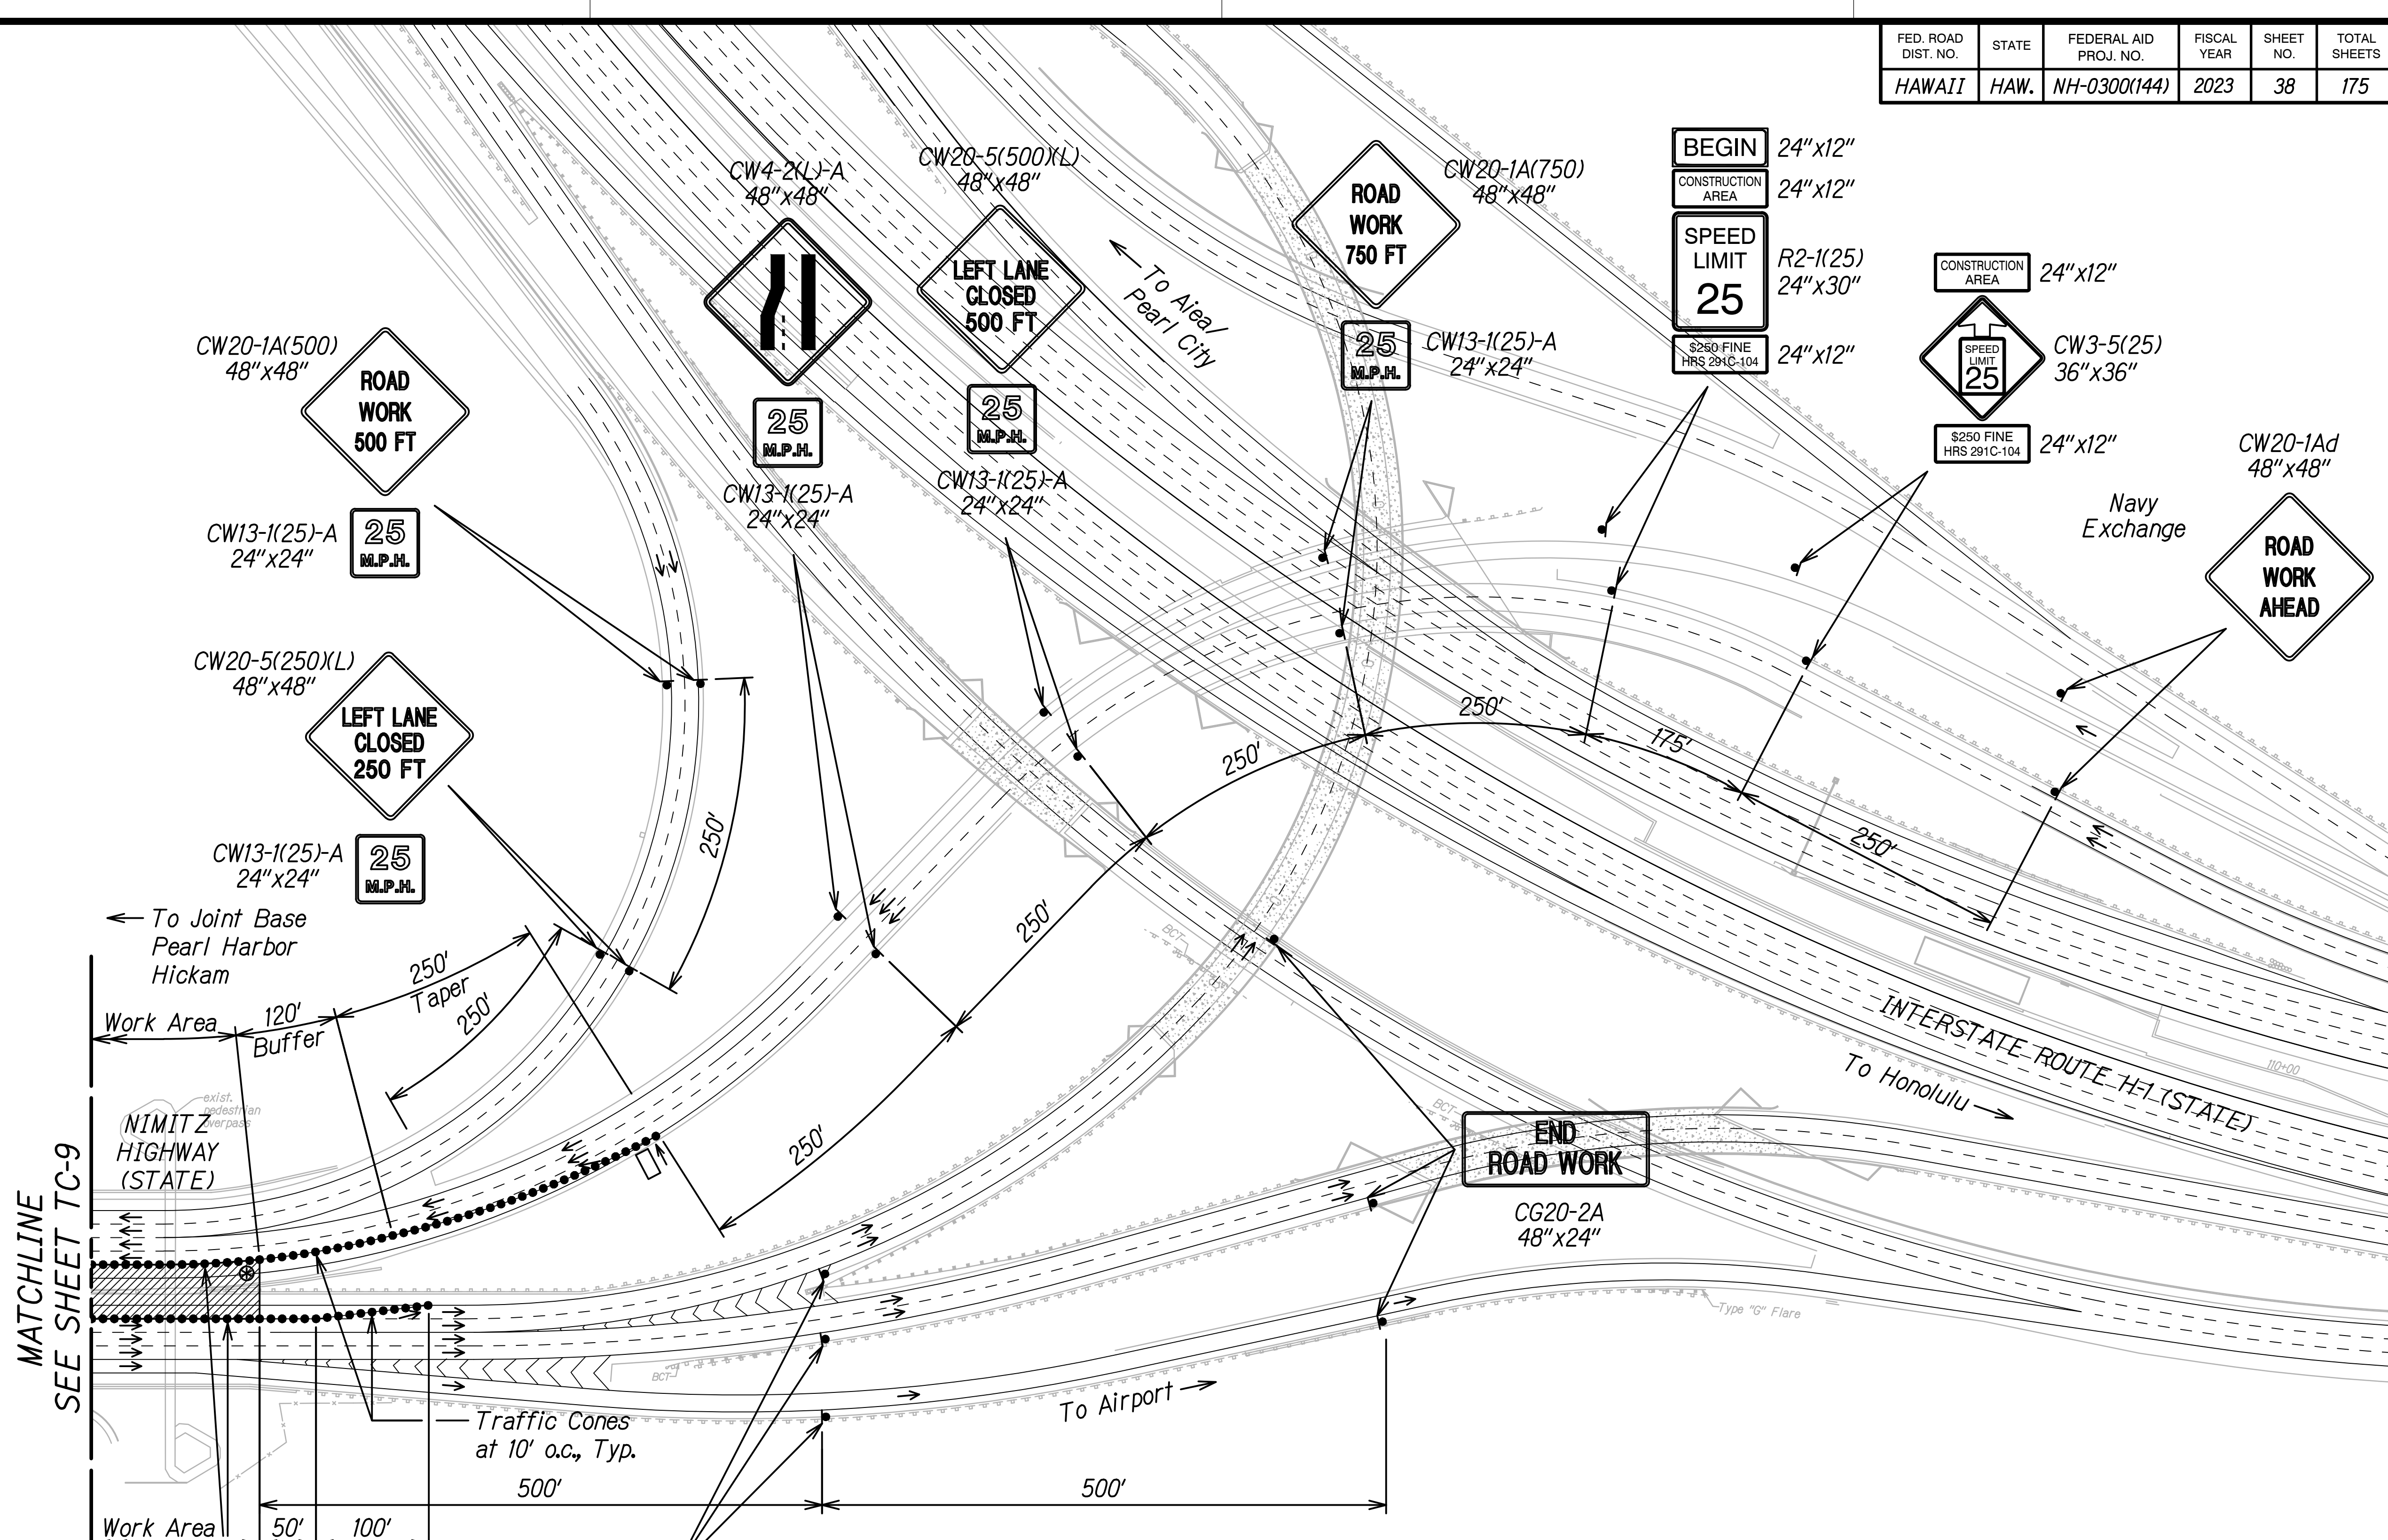 FED. ROAD DIST. NO.
STATE
FEDERAL AID PROJ. NO.
FISCAL YEAR
SHEET NO.
TOTAL SHEETS
HAWAII
HAW.
NH-0300(144)
2023
38
175
CW4-2(L)-A
48"x48"
25
M.P.H.
CW13-1(25)-A
24"x24"
CW20-5(500)(L)
48"x48"
LEFT LANE
CLOSED
500 FT
25
M.P.H.
CW13-1(25)-A
24"x24"
To Aiea/
Pearl City
CW20-1A(750)
48"x48"
ROAD
WORK
750 FT
25
M.P.H.
CW13-1(25)-A
24"x24"
BEGIN
24"x12"
CONSTRUCTION
AREA
24"x12"
SPEED
LIMIT
25
R2-1(25)
24"x30"
$250 FINE
HRS 291C-104
24"x12"
CONSTRUCTION
AREA
24"x12"
SPEED
LIMIT
25
CW3-5(25)
36"x36"
$250 FINE
HRS 291C-104
24"x12"
Navy
Exchange
CW20-1Ad
48"x48"
ROAD
WORK
AHEAD
CW20-1A(500)
48"x48"
ROAD
WORK
500 FT
CW13-1(25)-A
24"x24"
25
M.P.H.
CW20-5(250)(L)
48"x48"
LEFT LANE
CLOSED
250 FT
CW13-1(25)-A
24"x24"
25
M.P.H.
250'
250'
250'
175'
250'
250'
250'
To Joint Base
Pearl Harbor
Hickam
250'
Taper
250'
120'
Buffer
Work Area
exist.
pedestrian
overpass
NIMITZ
HIGHWAY
(STATE)
MATCHLINE
SEE SHEET TC-9
BCT
BCT
BCT
INTERSTATE ROUTE H-1 (STATE)
To Honolulu
110+00
END
ROAD WORK
CG20-2A
48"x24"
Type "G" Flare
To Airport
Traffic Cones
at 10' o.c., Typ.
500'
500'
Work Area
50'
100'